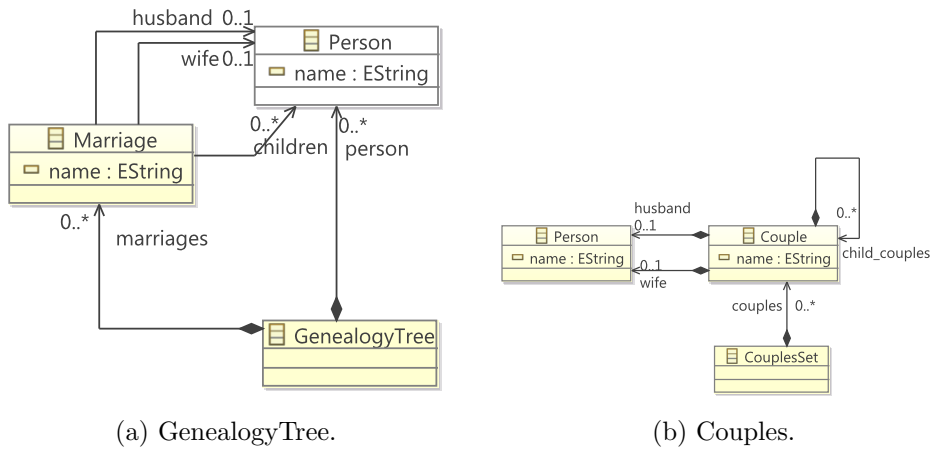 husband 0..1
wife 0..1
Person
name : EString
0..*
children
0..*
person
Marriage
name : EString
0..*
marriages
GenealogyTree
(a) GenealogyTree.
husband
0..1
Person
name : EString
0..1
wife
Couple
name : EString
0..*
child_couples
couples 0..*
CouplesSet
(b) Couples.